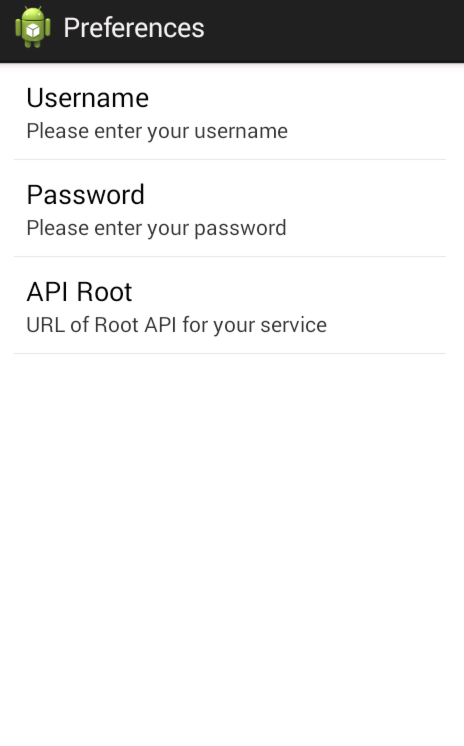 Preferences
Username
Please enter your username
Password
Please enter your password
API Root
URL of Root API for your service